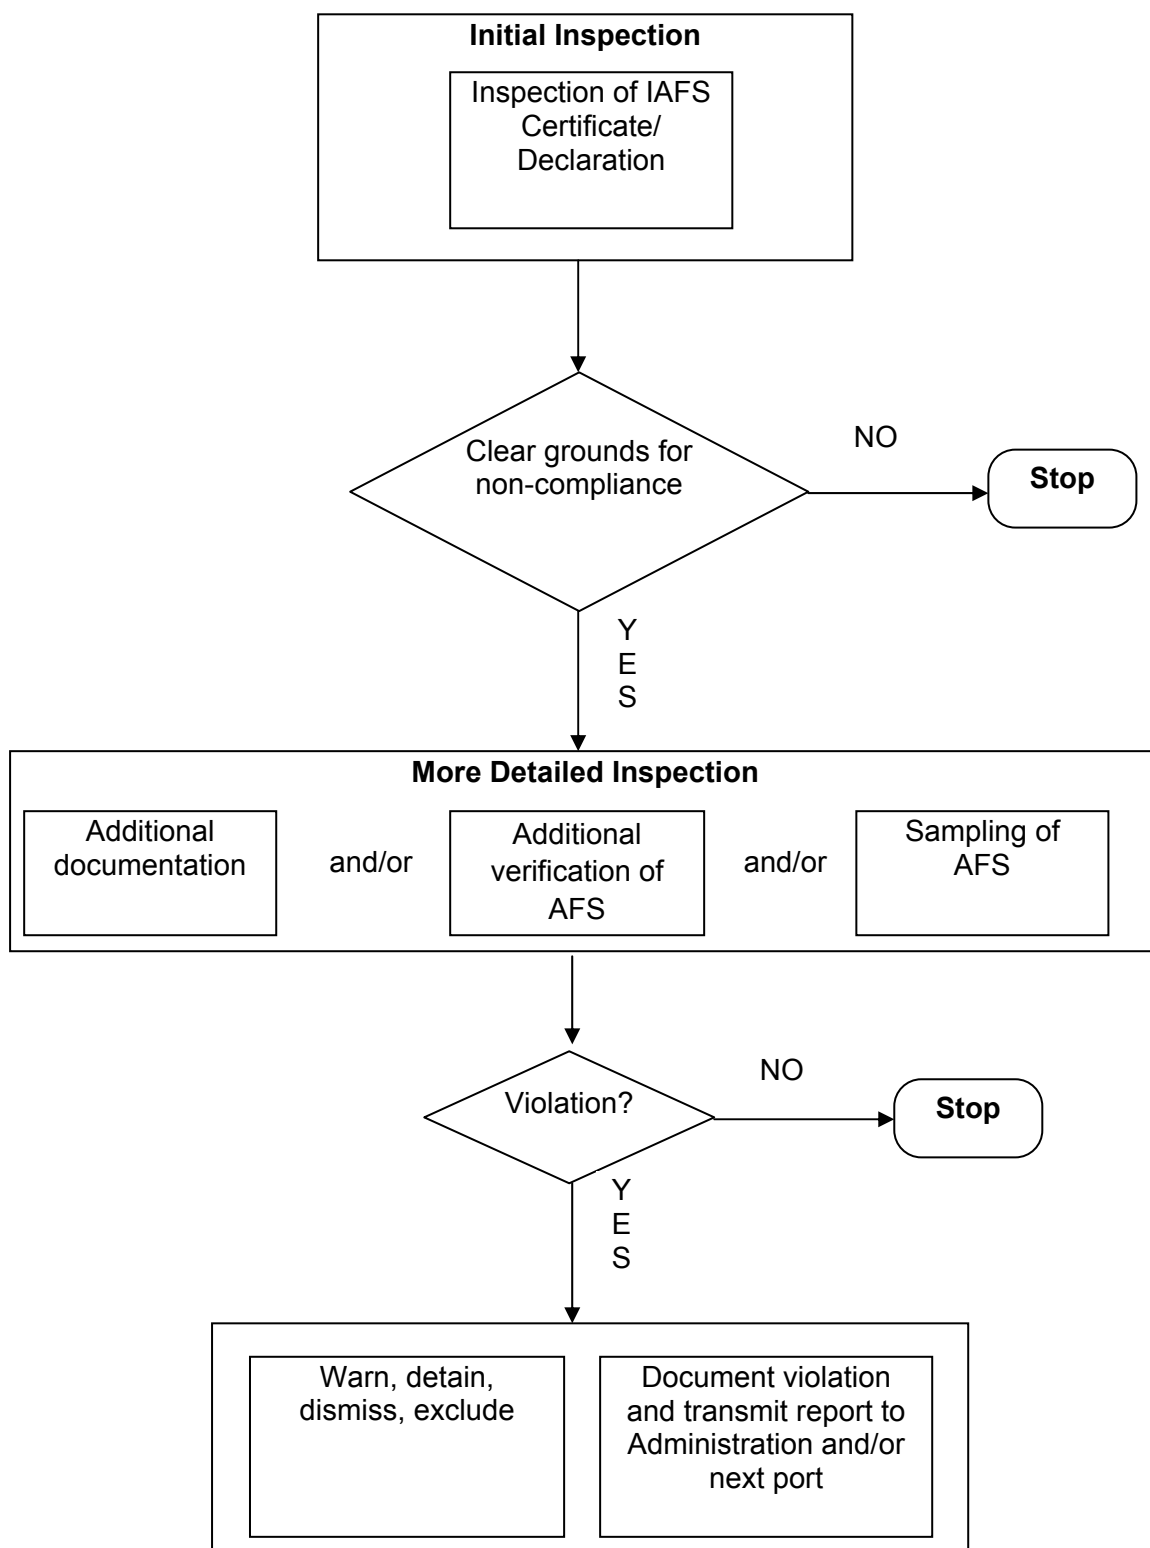 Initial Inspection
Inspection of IAFS
Certificate/
Declaration
Clear grounds for
non-compliance
NO
Stop
Y
E
S
More Detailed Inspection
Additional
documentation
and/or
Additional
verification of
AFS
and/or
Sampling of
AFS
Violation?
NO
Stop
Y
E
S
Warn, detain,
dismiss, exclude
Document violation
and transmit report to
Administration and/or
next port